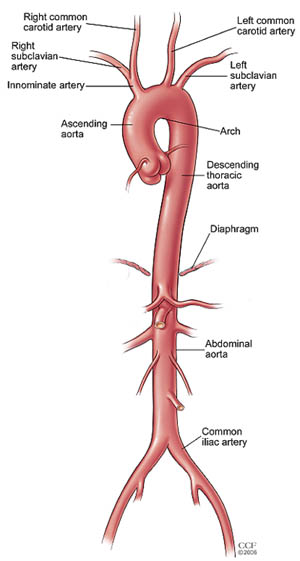 Right common
carotid artery
Left common
carotid artery
Right
subclavian
artery
Left
subclavian
artery
Innominate artery
Ascending
aorta
Arch
Descending
thoracic
aorta
Diaphragm
Abdominal
aorta
Common
iliac artery
CCF
©2006